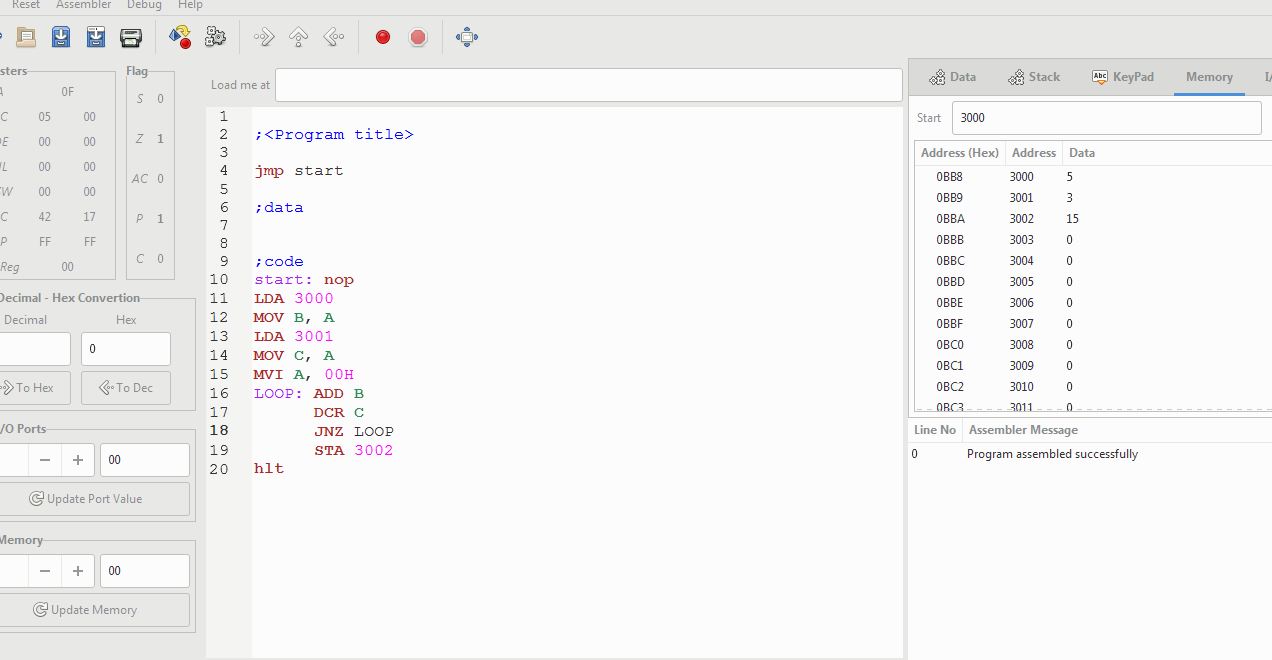 Reset Assembler Debug Help
sters
Flag
A 0F
C 05 00
DE 00 00
HL 00 00
SW 00 00
C 42 17
P FF FF
Reg 00
S 0
Z 1
AC 0
P 1
C 0
Decimal - Hex Convertion
Decimal Hex
0
To Hex To Dec
I/O Ports
− + 00
Update Port Value
Memory
− + 00
Update Memory
Load me at
1
2 ;<Program title>
3
4 jmp start
5
6 ;data
7
8
9 ;code
10 start: nop
11 LDA 3000
12 MOV B, A
13 LDA 3001
14 MOV C, A
15 MVI A, 00H
16 LOOP: ADD B
17 DCR C
18 JNZ LOOP
19 STA 3002
20 hlt
Data Stack Abc KeyPad Memory I/
Start 3000
Address (Hex) Address Data
0BB8 3000 5
0BB9 3001 3
0BBA 3002 15
0BBB 3003 0
0BBC 3004 0
0BBD 3005 0
0BBE 3006 0
0BBF 3007 0
0BC0 3008 0
0BC1 3009 0
0BC2 3010 0
0BC3 3011 0
Line No Assembler Message
0 Program assembled successfully